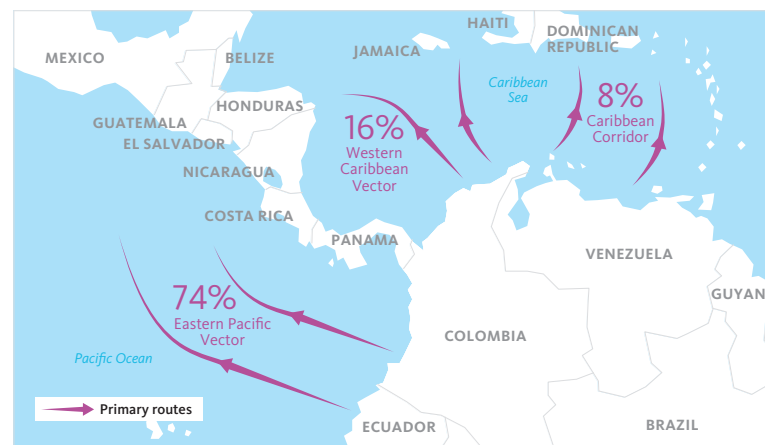 HAITI
DOMINICAN
REPUBLIC
JAMAICA
MEXICO
BELIZE
Caribbean
Sea
8%
Caribbean
Corridor
HONDURAS
GUATEMALA
16%
Western
Caribbean
Vector
EL SALVADOR
NICARAGUA
COSTA RICA
PANAMA
VENEZUELA
74%
Eastern Pacific
Vector
GUYAN
COLOMBIA
Pacific Ocean
Primary routes
ECUADOR
BRAZIL